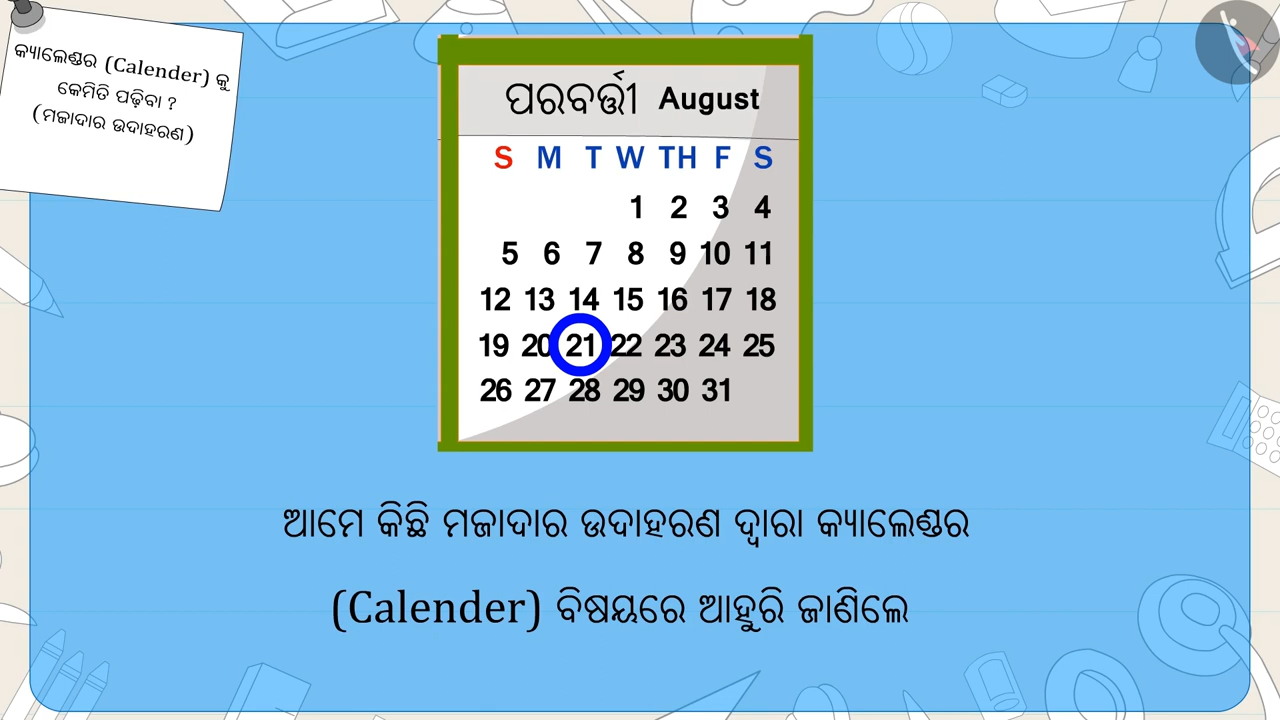 କ୍ୟାଲେଣ୍ଡର (Calender) କୁ
କେମିତି ପଢ଼ିବା ?
(ମଜାଦାର ଉଦାହରଣ)
ପରବର୍ତ୍ତୀ August
S M T W TH F S
1 2 3 4
5 6 7 8 9 10 11
12 13 14 15 16 17 18
19 20 21 22 23 24 25
26 27 28 29 30 31
ଆମେ କିଛି ମଜାଦାର ଉଦାହରଣ ଦ୍ୱାରା କ୍ୟାଲେଣ୍ଡର
(Calender) ବିଷୟରେ ଆହୁରି ଜାଣିଲେ